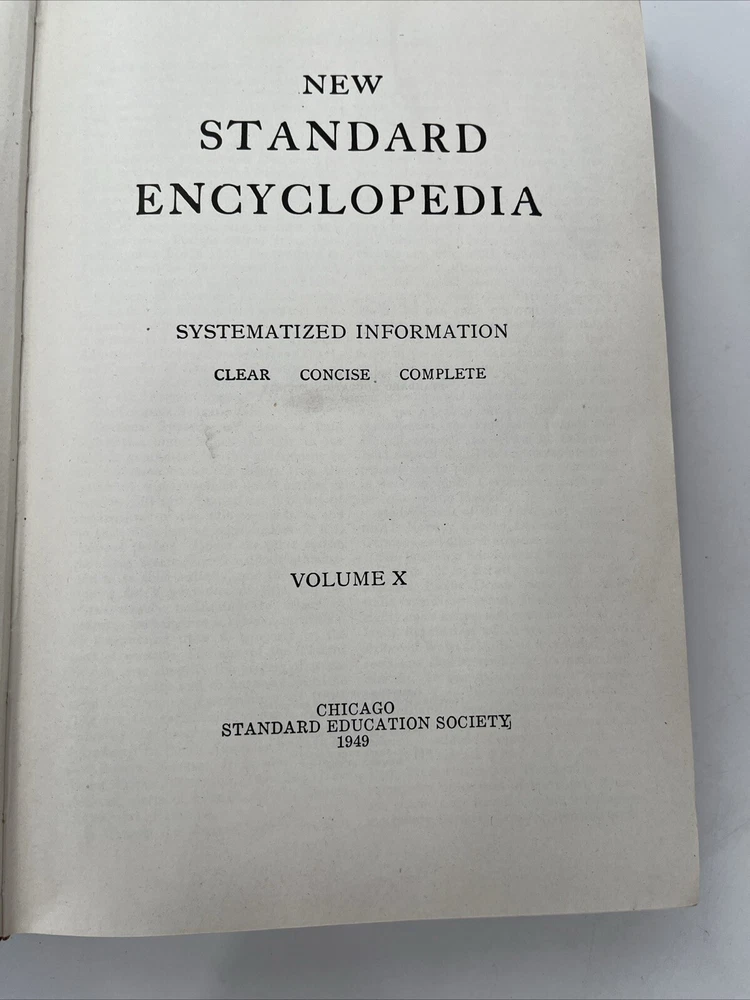 NEW
STANDARD
ENCYCLOPEDIA
SYSTEMATIZED INFORMATION
CLEAR CONCISE COMPLETE
VOLUME X
CHICAGO
STANDARD EDUCATION SOCIETY
1949